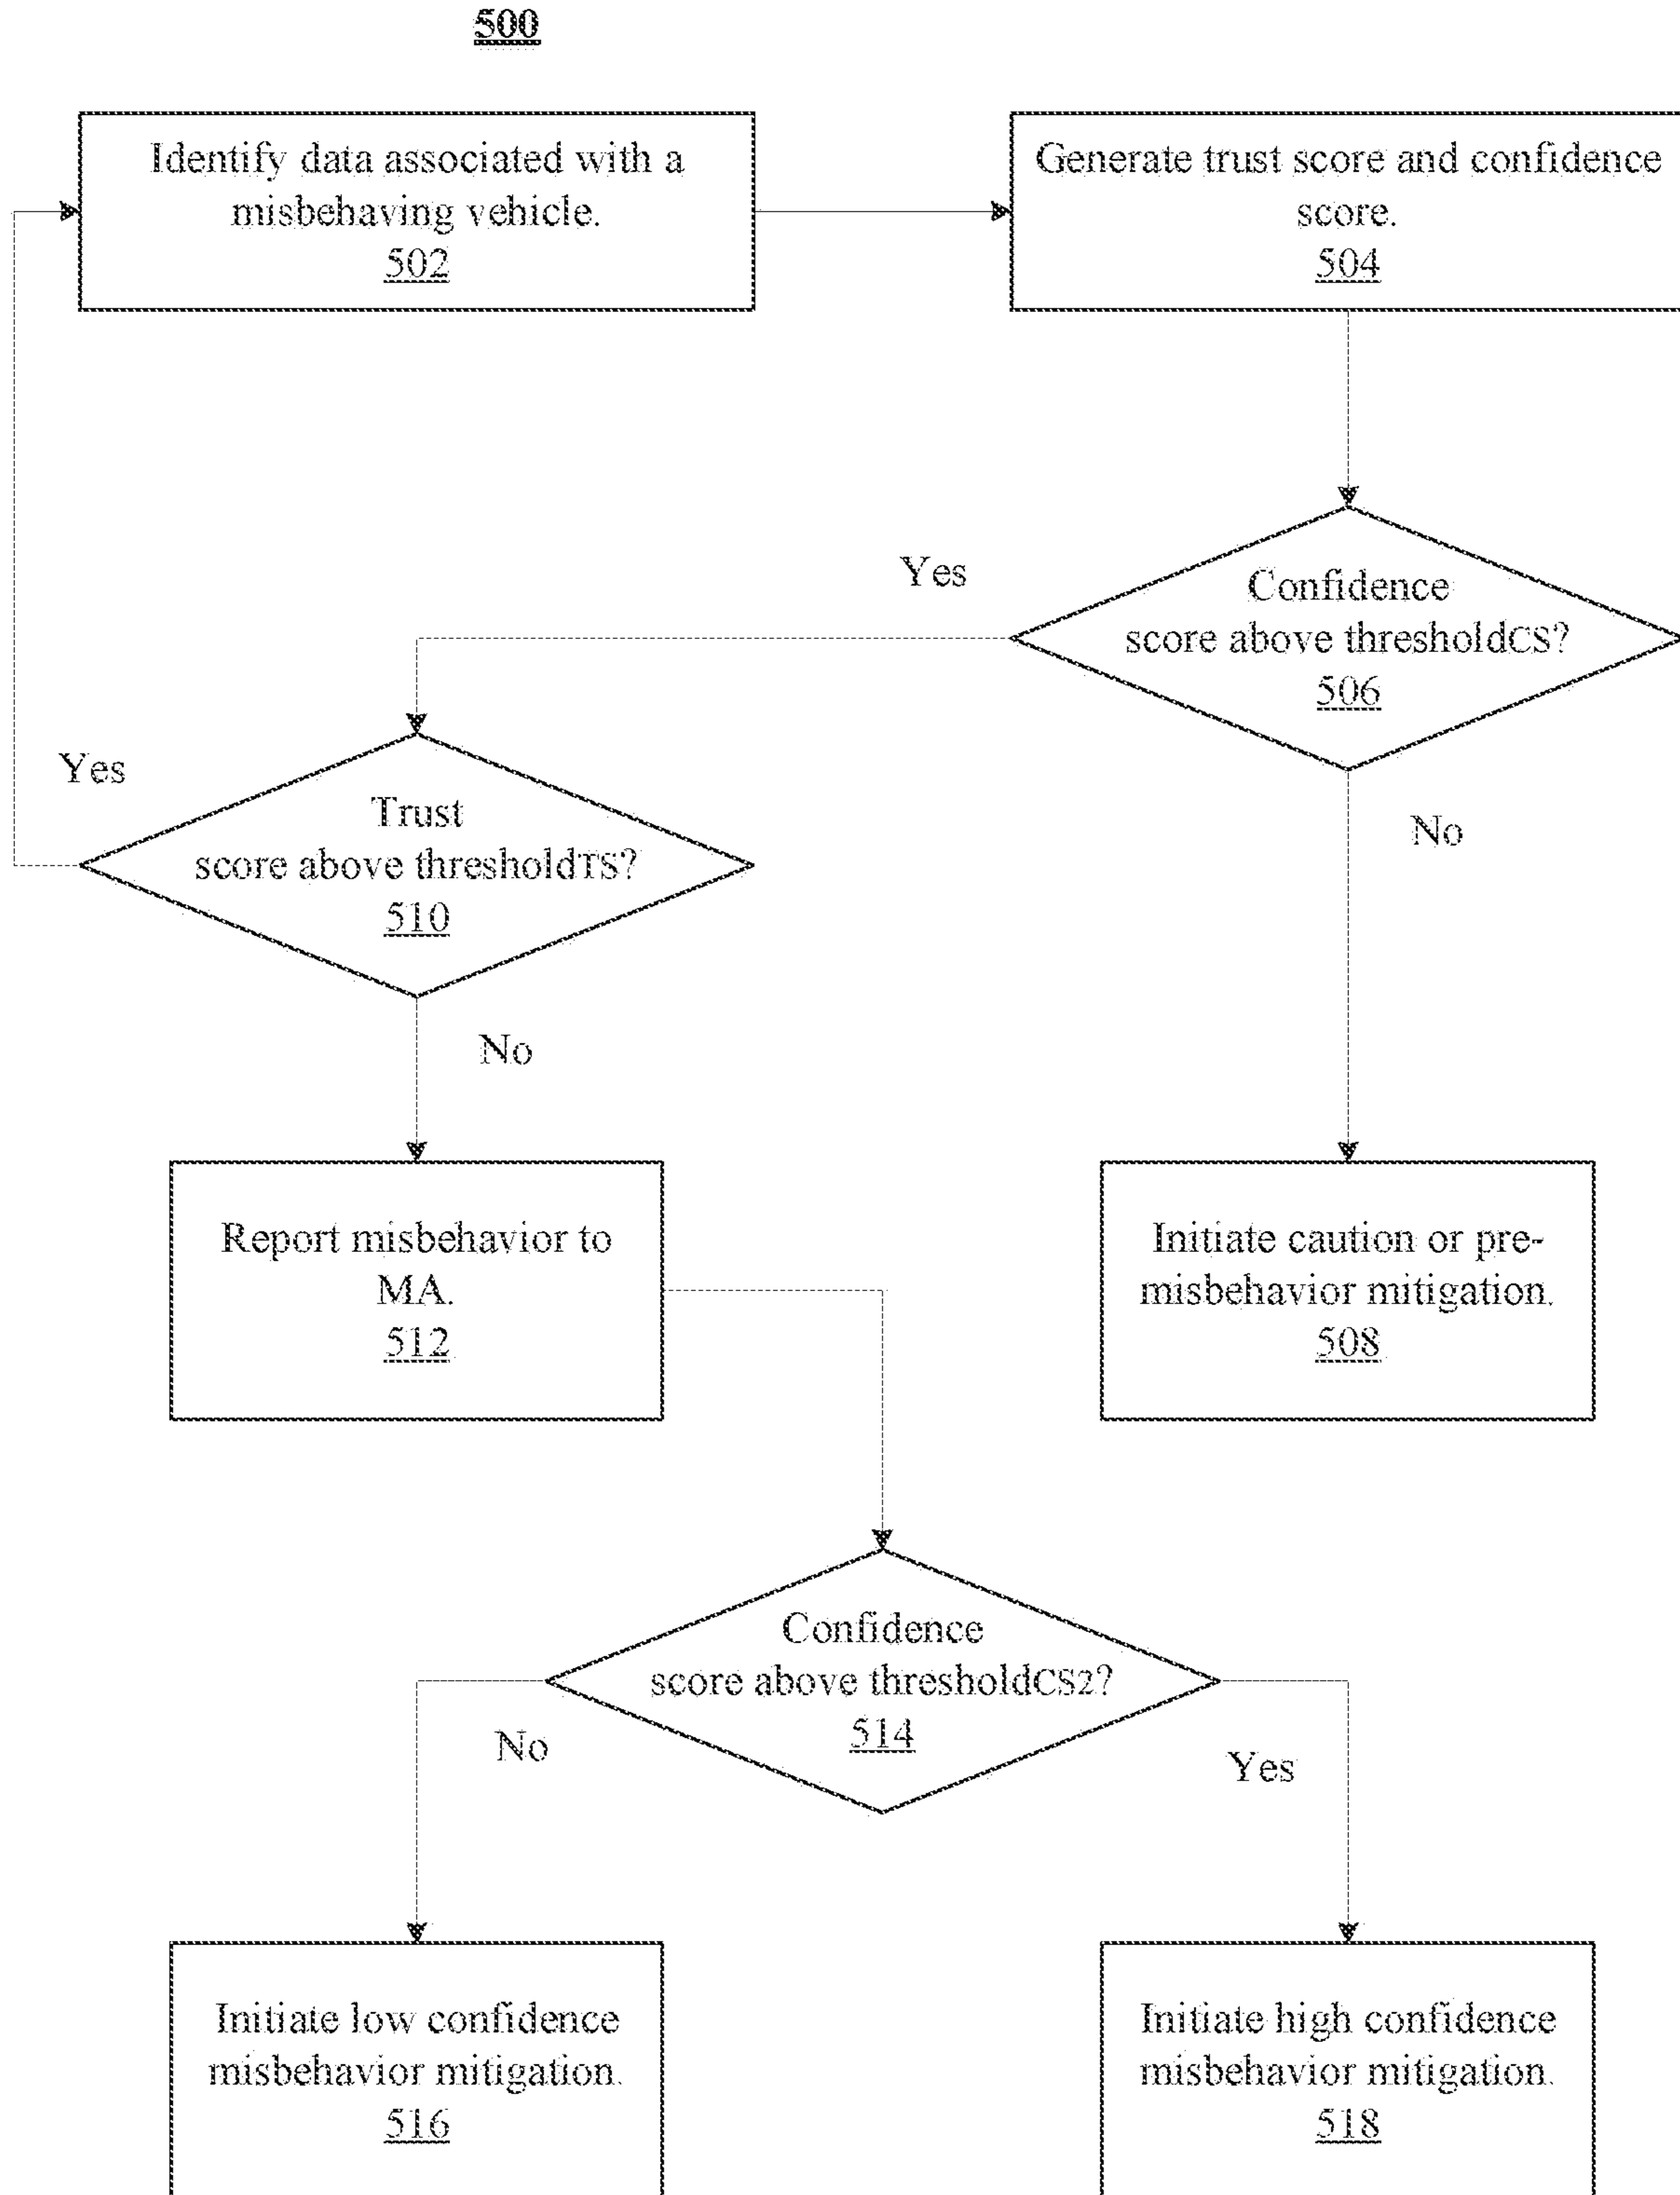 500
Identify data associated with a
misbehaving vehicle.
502
Generate trust score and confidence
score.
504
Yes
Confidence
score above thresholdCS?
506
Yes
Trust
score above thresholdTS?
510
No
No
Report misbehavior to
MA.
512
Initiate caution or pre-
misbehavior mitigation.
508
Confidence
score above thresholdCS2?
514
No
Yes
Initiate low confidence
misbehavior mitigation.
516
Initiate high confidence
misbehavior mitigation.
518